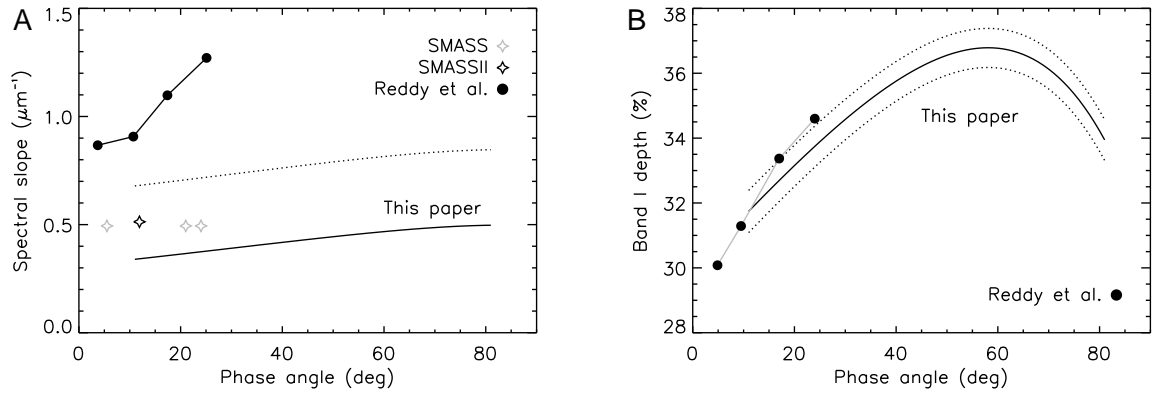 A
1.5
1.0
0.5
0.0
Spectral slope (μm⁻¹)
SMASS
SMASSII
Reddy et al.
This paper
0 20 40 60 80
Phase angle (deg)
B
38
36
34
32
30
28
Band I depth (%)
This paper
Reddy et al.
0 20 40 60 80
Phase angle (deg)